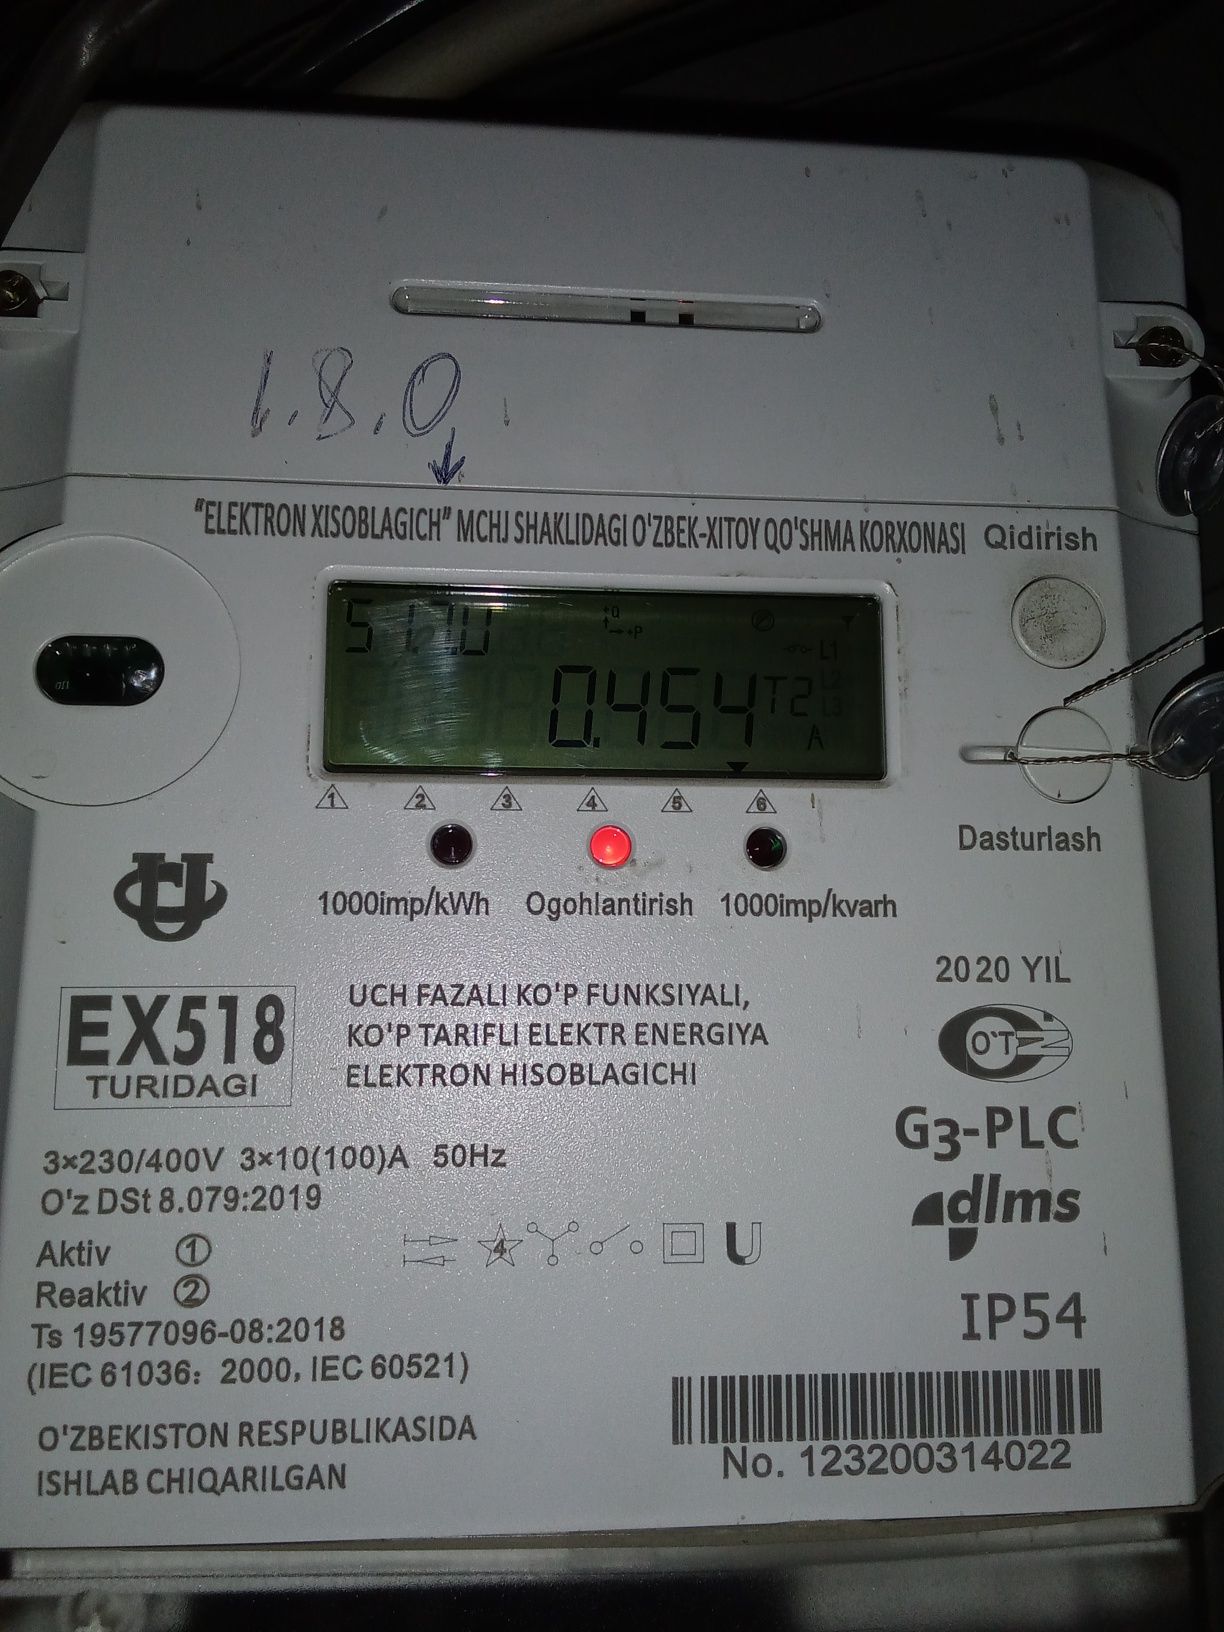 1.8.0
"ELEKTRON XISOBLAGICH" MCHJ SHAKLIDAGI O'ZBEK-XITOY QO'SHMA KORXONASI
Qidirish
51.7.0
+Q
+P
L1
L2
L3
0.454 T2
A
1 2 3 4 5 6
Dasturlash
1000imp/kWh Ogohlantirish 1000imp/kvarh
2020 YIL
EX518
TURIDAGI
UCH FAZALI KO'P FUNKSIYALI,
KO'P TARIFLI ELEKTR ENERGIYA
ELEKTRON HISOBLAGICHI
O'Z
G3-PLC
dlms
3×230/400V 3×10(100)A 50Hz
O'z DSt 8.079:2019
Aktiv 1
Reaktiv 2
4
Ts 19577096-08:2018
(IEC 61036: 2000, IEC 60521)
IP54
O'ZBEKISTON RESPUBLIKASIDA
ISHLAB CHIQARILGAN
No. 123200314022